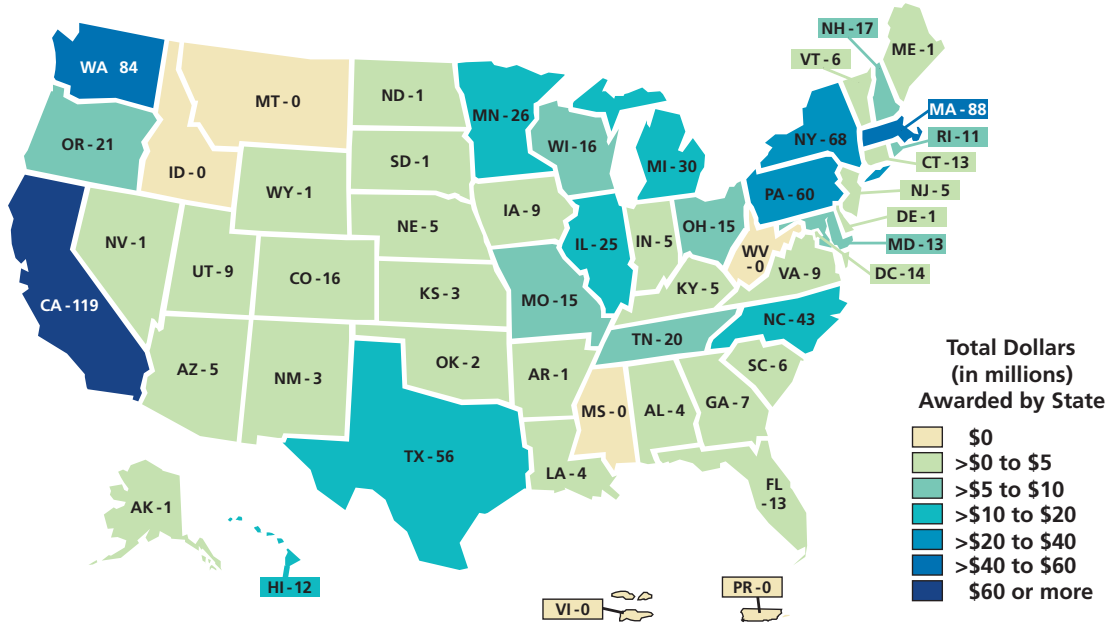 NH - 17
ME - 1
VT - 6
WA 84
MT - 0
ND - 1
MN - 26
MA - 88
OR - 21
WI - 16
NY - 68
RI - 11
SD - 1
MI - 30
CT - 13
ID - 0
WY - 1
PA - 60
NJ - 5
IA - 9
DE - 1
NE - 5
OH - 15
NV - 1
IL - 25
IN - 5
MD - 13
WV
- 0
UT - 9
CO - 16
VA - 9
DC - 14
KS - 3
KY - 5
CA - 119
MO - 15
NC - 43
TN - 20
AZ - 5
NM - 3
OK - 2
AR - 1
SC - 6
MS - 0
AL - 4
GA - 7
TX - 56
LA - 4
FL
- 13
AK - 1
HI - 12
VI - 0
PR - 0
Total Dollars
(in millions)
Awarded by State
$0
>$0 to $5
>$5 to $10
>$10 to $20
>$20 to $40
>$40 to $60
$60 or more